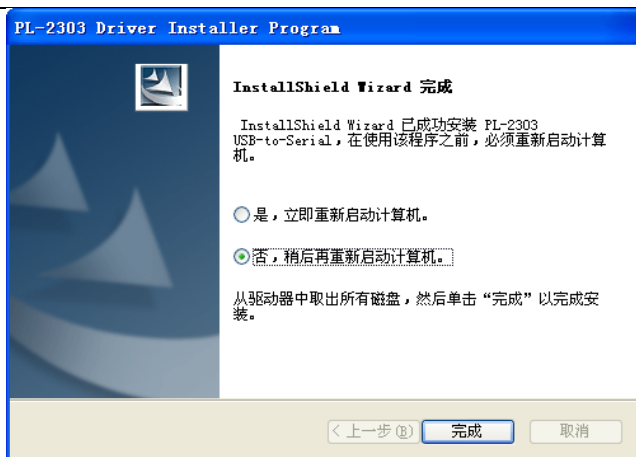 PL-2303 Driver Installer Program
InstallShield Wizard 完成
InstallShield Wizard 已成功安装 PL-2303
USB-to-Serial，在使用该程序之前，必须重新启动计算
机。
是，立即重新启动计算机。
否，稍后再重新启动计算机。
从驱动器中取出所有磁盘，然后单击“完成”以完成安
装。
< 上一步(B) 完成 取消